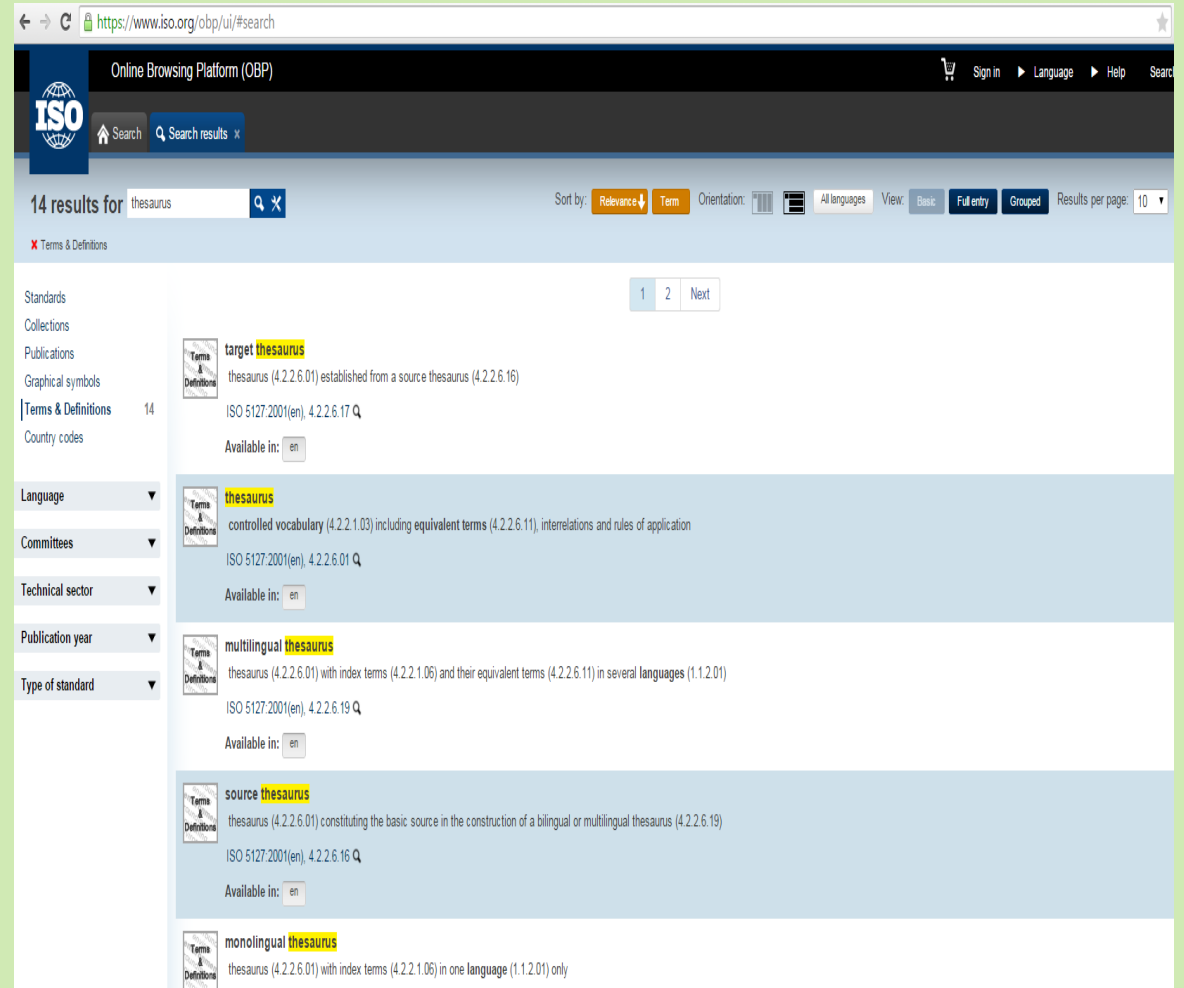 https://www.iso.org/obp/ui/#search
Online Browsing Platform (OBP)
Sign in Language Help
ISO
Search Search results x
14 results for thesaurus
Sort by: Relevance Term Orientation: All languages View: Basic Full entry Grouped Results per page: 10
Terms & Definitions
1 2 Next
Standards
Collections
Publications
Graphical symbols
Terms & Definitions 14
Country codes
Language
Committees
Technical sector
Publication year
Type of standard
Terms & Definitions
target thesaurus
thesaurus (4.2.2.6.01) established from a source thesaurus (4.2.2.6.16)
ISO 5127:2001(en), 4.2.2.6.17
Available in: en
Terms & Definitions
thesaurus
controlled vocabulary (4.2.2.1.03) including equivalent terms (4.2.2.6.11), interrelations and rules of application
ISO 5127:2001(en), 4.2.2.6.01
Available in: en
Terms & Definitions
multilingual thesaurus
thesaurus (4.2.2.6.01) with index terms (4.2.2.1.06) and their equivalent terms (4.2.2.6.11) in several languages (1.1.2.01)
ISO 5127:2001(en), 4.2.2.6.19
Available in: en
Terms & Definitions
source thesaurus
thesaurus (4.2.2.6.01) constituting the basic source in the construction of a bilingual or multilingual thesaurus (4.2.2.6.19)
ISO 5127:2001(en), 4.2.2.6.16
Available in: en
Terms & Definitions
monolingual thesaurus
thesaurus (4.2.2.6.01) with index terms (4.2.2.1.06) in one language (1.1.2.01) only